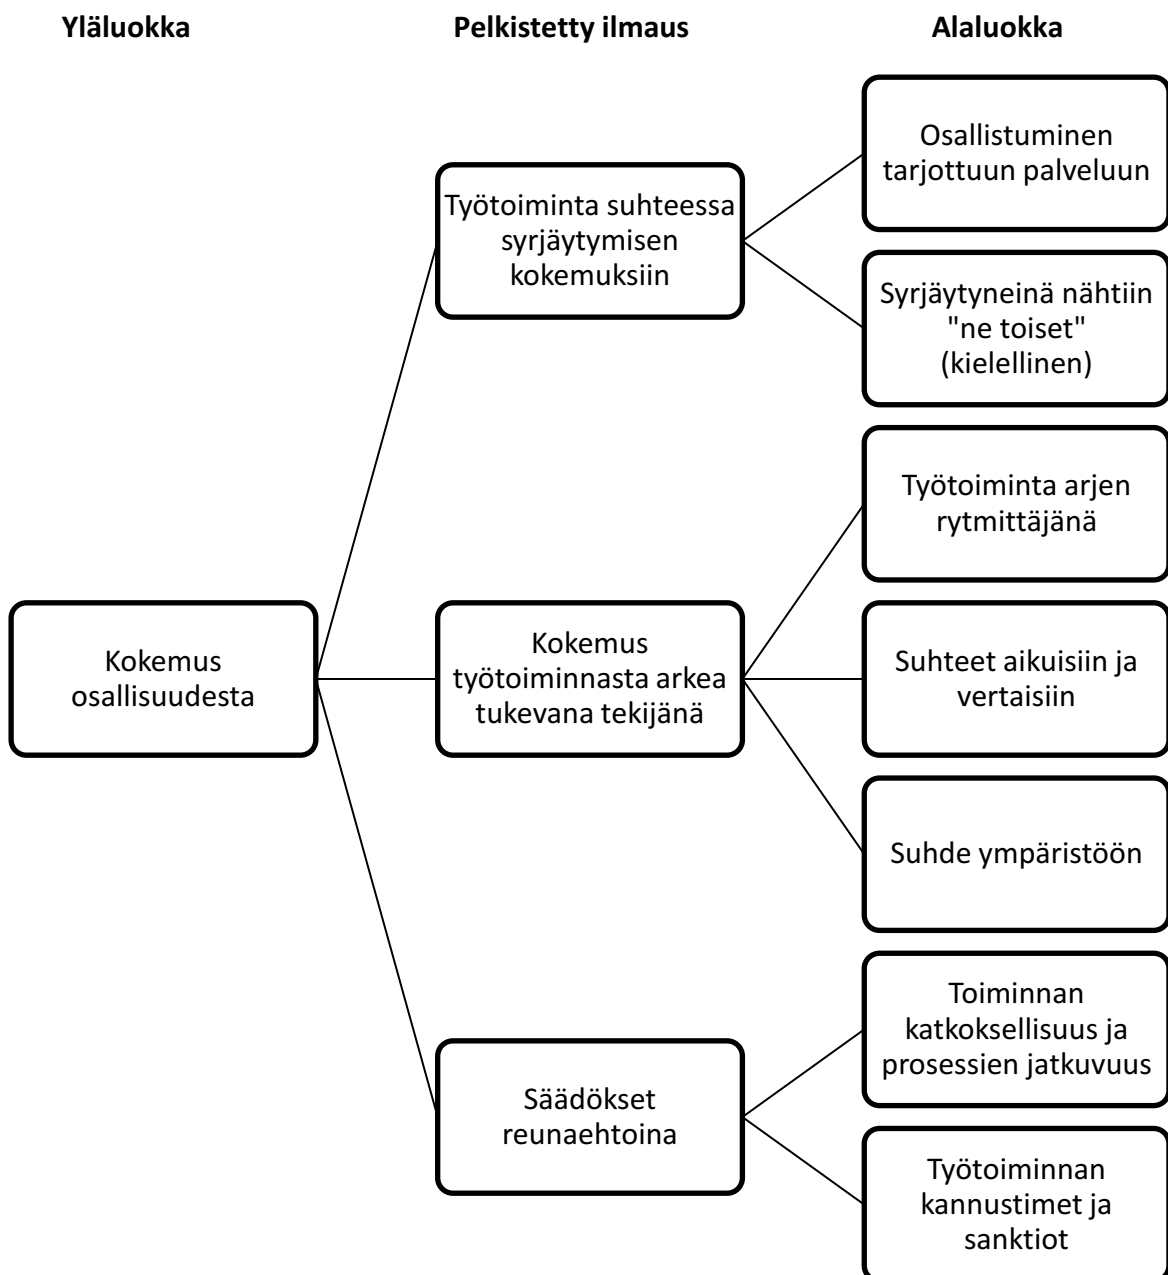 Yläluokka
Pelkistetty ilmaus
Alaluokka
Kokemus
osallisuudesta
Työtoiminta suhteessa
syrjäytymisen
kokemuksiin
Osallistuminen
tarjottuun palveluun
Syrjäytyneinä nähtiin
"ne toiset"
(kielellinen)
Kokemus
työtoiminnasta arkea
tukevana tekijänä
Työtoiminta arjen
rytmittäjänä
Suhteet aikuisiin ja
vertaisiin
Suhde ympäristöön
Säädökset
reunaehtoina
Toiminnan
katkoksellisuus ja
prosessien jatkuvuus
Työtoiminnan
kannustimet ja
sanktiot